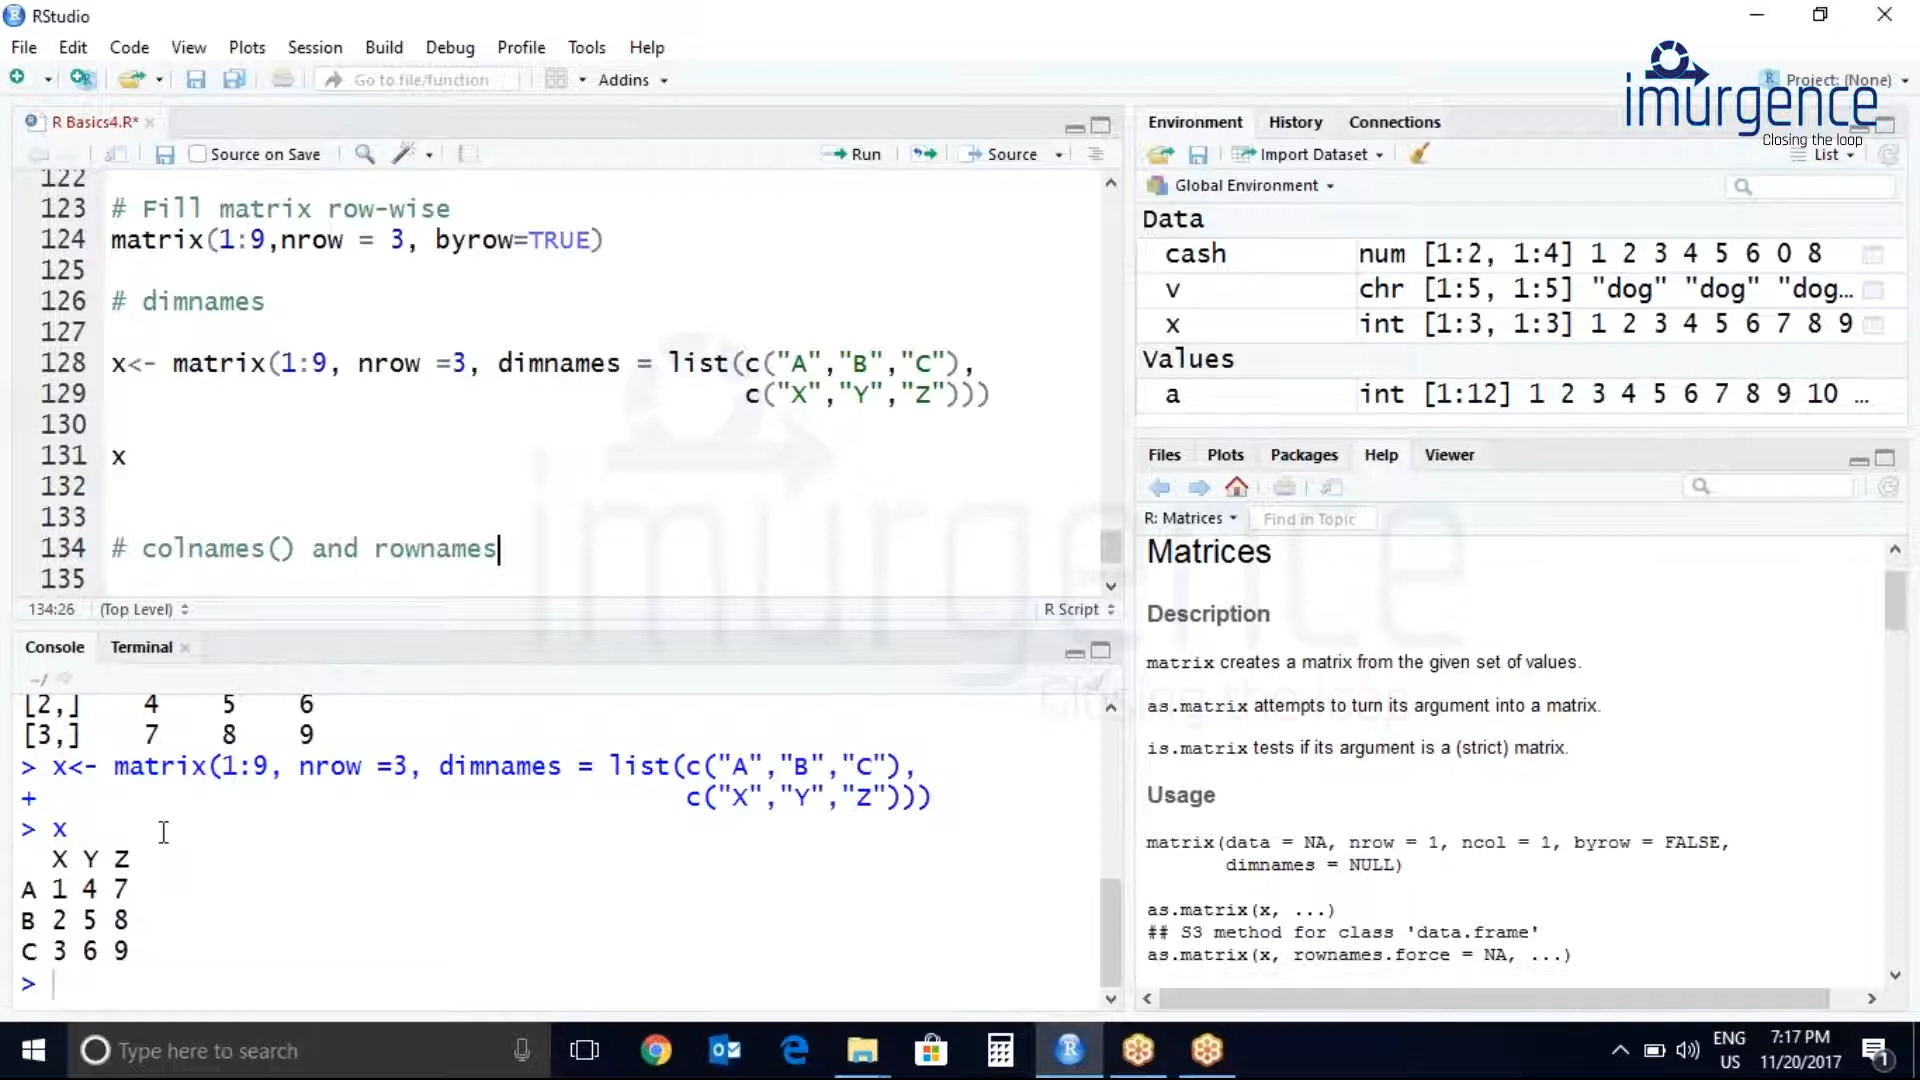 RStudio
File Edit Code View Plots Session Build Debug Profile Tools Help
Go to file/function Addins Project: (None)
imurgence
Closing the loop
R Basics4.R*
Source on Save Run Source
122
123 # Fill matrix row-wise
124 matrix(1:9,nrow = 3, byrow=TRUE)
125
126 # dimnames
127
128 x<- matrix(1:9, nrow =3, dimnames = list(c("A","B","C"),
129 c("X","Y","Z")))
130
131 x
132
133
134 # colnames() and rownames
135
134:26 (Top Level) R Script
Console Terminal
~/
[2,] 4 5 6
[3,] 7 8 9
> x<- matrix(1:9, nrow =3, dimnames = list(c("A","B","C"),
+ c("X","Y","Z")))
> x
X Y Z
A 1 4 7
B 2 5 8
C 3 6 9
>
Environment History Connections
Import Dataset List
Global Environment
Data
cash num [1:2, 1:4] 1 2 3 4 5 6 0 8
v chr [1:5, 1:5] "dog" "dog" "dog…
x int [1:3, 1:3] 1 2 3 4 5 6 7 8 9
Values
a int [1:12] 1 2 3 4 5 6 7 8 9 10 …
Files Plots Packages Help Viewer
R: Matrices Find in Topic
Matrices
Description
matrix creates a matrix from the given set of values.
as.matrix attempts to turn its argument into a matrix.
is.matrix tests if its argument is a (strict) matrix.
Usage
matrix(data = NA, nrow = 1, ncol = 1, byrow = FALSE,
dimnames = NULL)
as.matrix(x, ...)
## S3 method for class 'data.frame'
as.matrix(x, rownames.force = NA, ...)
imurgence
Closing the loop
Type here to search
ENG
US
7:17 PM
11/20/2017
1